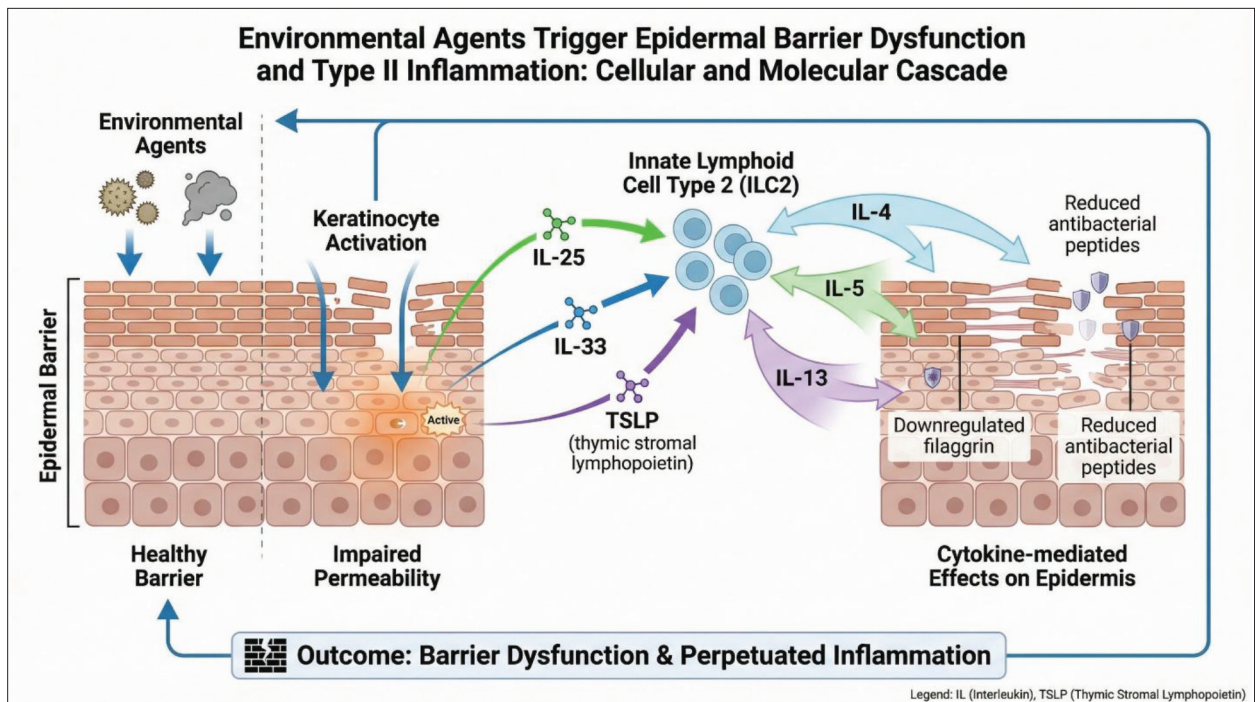 Environmental Agents Trigger Epidermal Barrier Dysfunction
and Type II Inflammation: Cellular and Molecular Cascade
Environmental
Agents
Keratinocyte
Activation
IL-25
IL-33
TSLP
(thymic stromal
lymphopoietin)
Innate Lymphoid
Cell Type 2 (ILC2)
IL-4
IL-5
IL-13
Reduced
antibacterial
peptides
Epidermal Barrier
Active
Downregulated
filaggrin
Reduced
antibacterial
peptides
Healthy
Barrier
Impaired
Permeability
Cytokine-mediated
Effects on Epidermis
Outcome: Barrier Dysfunction & Perpetuated Inflammation
Legend: IL (Interleukin), TSLP (Thymic Stromal Lymphopoietin)